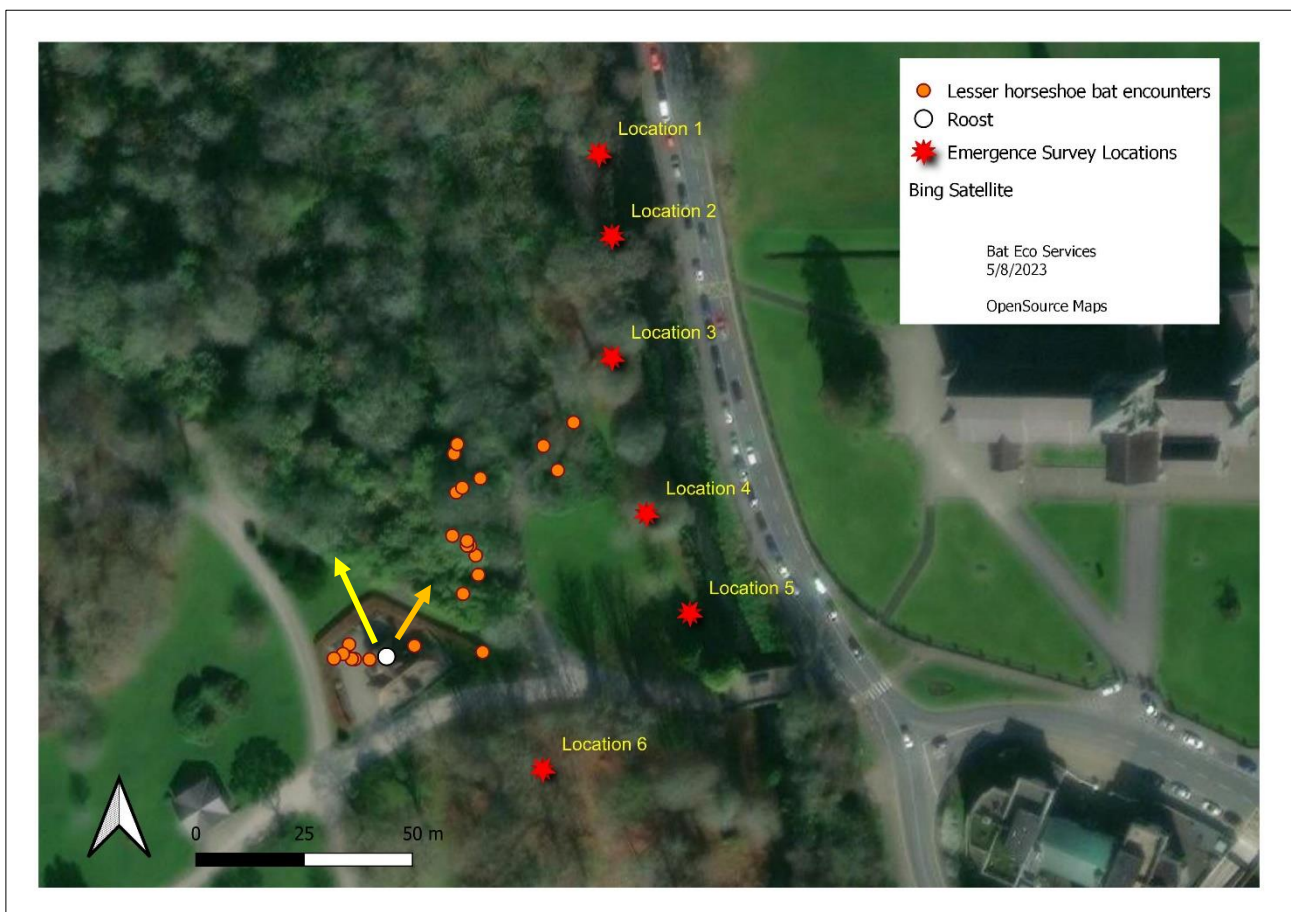 Lesser horseshoe bat encounters
Roost
Emergence Survey Locations
Bing Satellite
Bat Eco Services
5/8/2023
OpenSource Maps
Location 1
Location 2
Location 3
Location 4
Location 5
Location 6
0 25 50 m